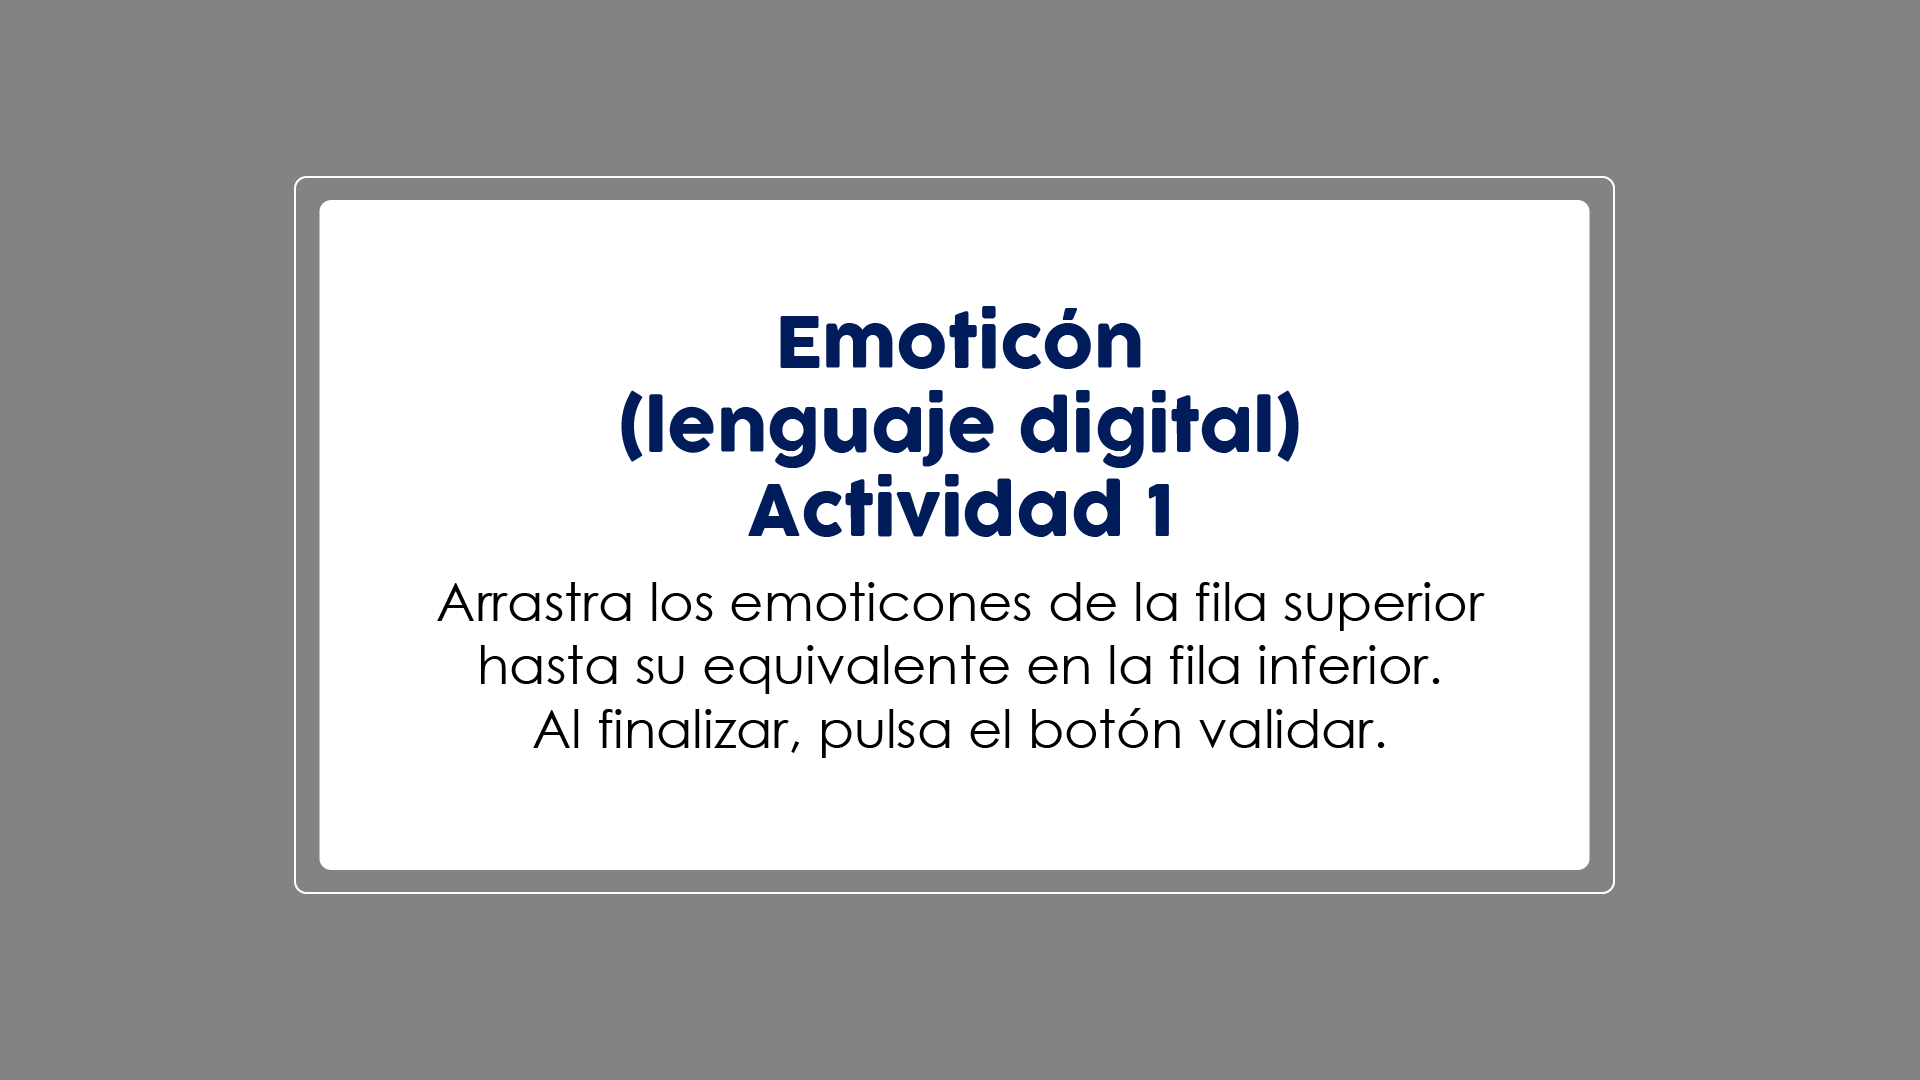 Emoticón
(lenguaje digital)
Actividad 1
Arrastra los emoticones de la fila superior
hasta su equivalente en la fila inferior.
Al finalizar, pulsa el botón validar.